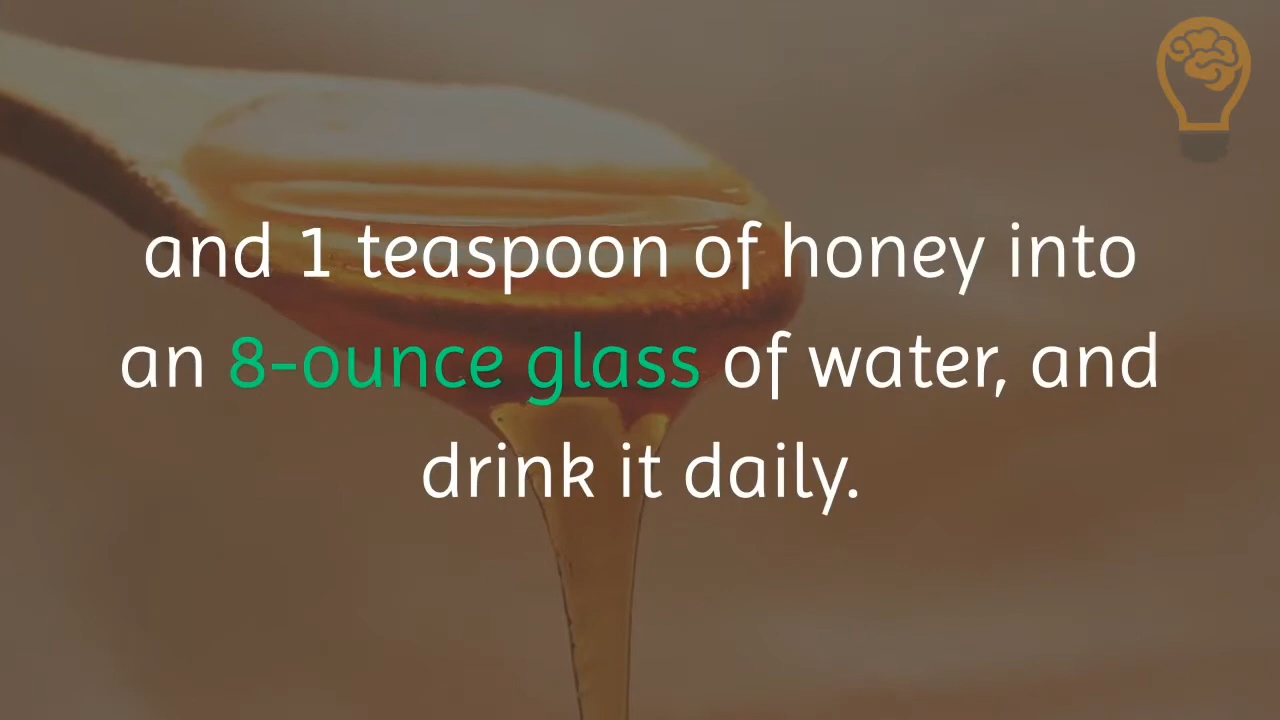 and 1 teaspoon of honey into
an 8-ounce glass of water, and
drink it daily.